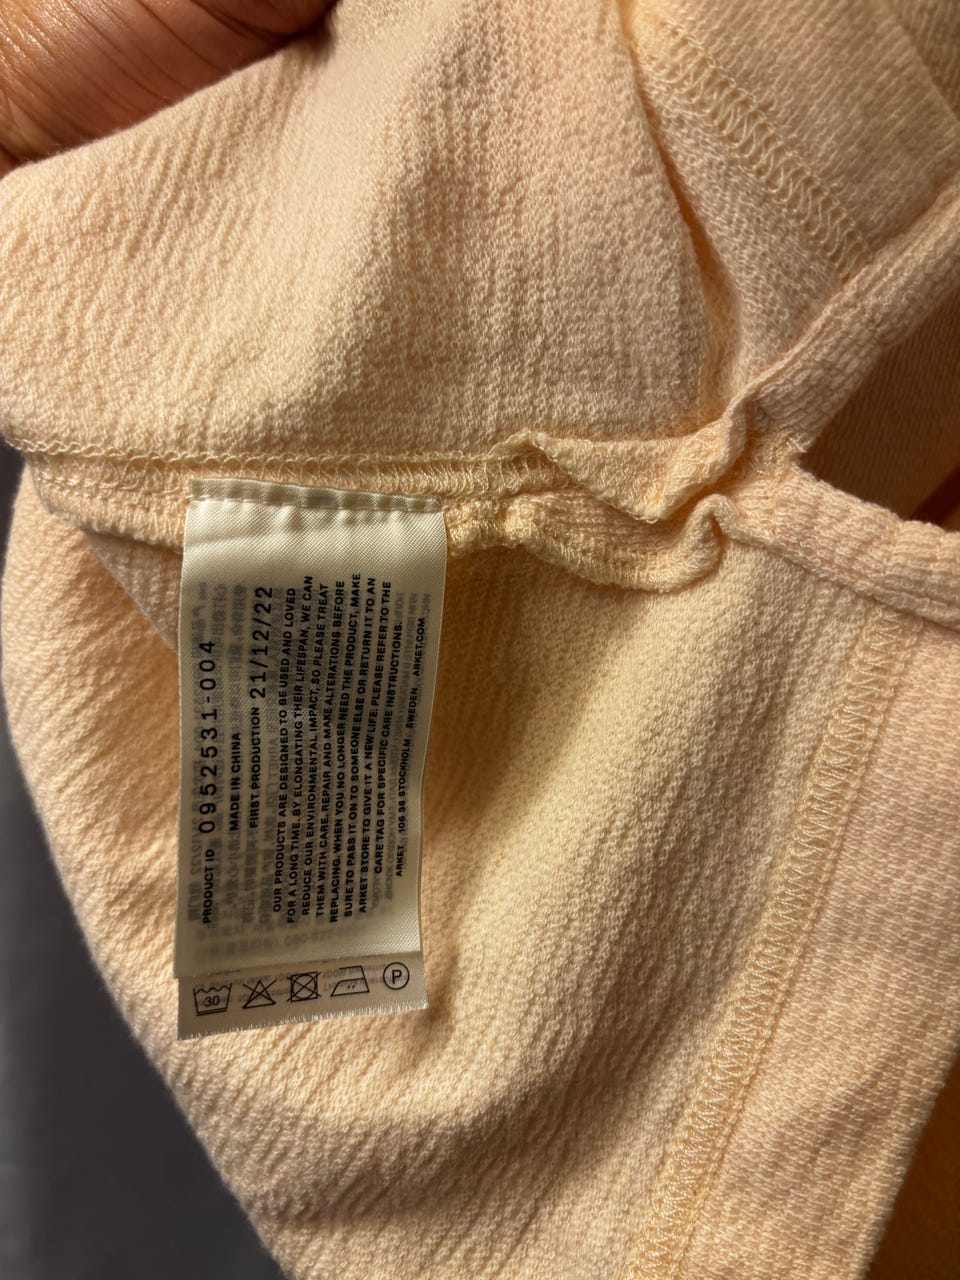 PRODUCT ID 0952531-004
MADE IN CHINA
FIRST PRODUCTION 21/12/22
OUR PRODUCTS ARE DESIGNED TO BE USED AND LOVED
FOR A LONG TIME. BY ELONGATING THEIR LIFESPAN, WE CAN
REDUCE OUR ENVIRONMENTAL IMPACT, SO PLEASE TREAT
THEM WITH CARE, REPAIR AND MAKE ALTERATIONS BEFORE
REPLACING. WHEN YOU NO LONGER NEED THE PRODUCT, MAKE
SURE TO PASS IT ON TO SOMEONE ELSE OR RETURN IT TO AN
ARKET STORE TO GIVE IT A NEW LIFE. PLEASE REFER TO THE
CARE TAG FOR SPECIFIC CARE INSTRUCTIONS.
ARKET 106 38 STOCKHOLM SWEDEN ARKET.COM
30 P